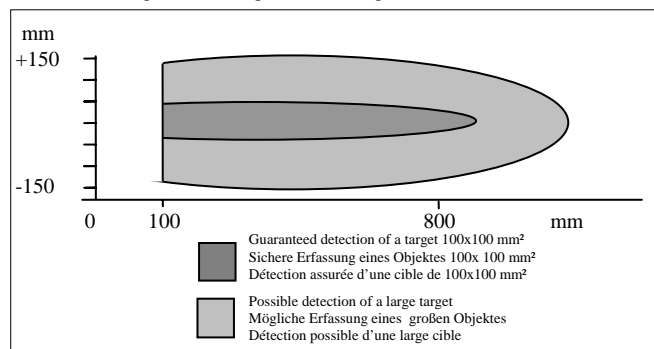 mm
+150
-150
0 100 800 mm
Guaranteed detection of a target 100x100 mm²
Sichere Erfassung eines Objektes 100x 100 mm²
Détection assurée d'une cible de 100x100 mm²
Possible detection of a large target
Mögliche Erfassung eines großen Objektes
Détection possible d'une large cible